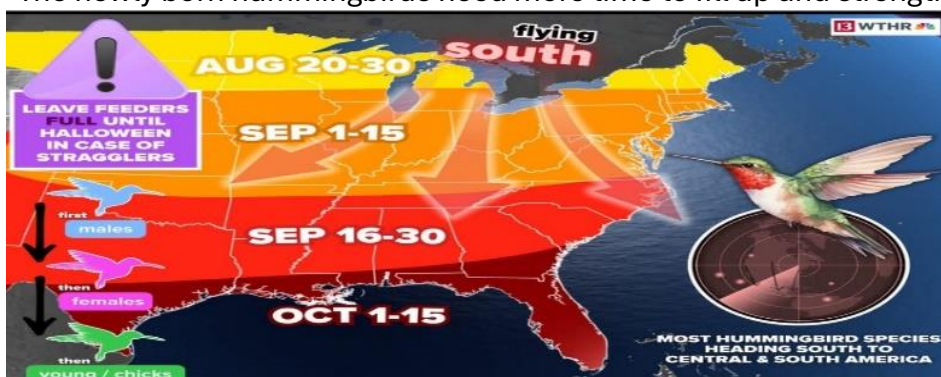 The newly born hummingbirds need more time to fill up and
flying
south
13 WTHR
AUG 20-30
LEAVE FEEDERS
FULL UNTIL
HALLOWEEN
IN CASE OF
STRAGGLERS
SEP 1-15
first
males
SEP 16-30
then
females
OCT 1-15
then
young / chicks
MOST HUMMINGBIRD SPECIES
HEADING SOUTH TO
CENTRAL & SOUTH AMERICA